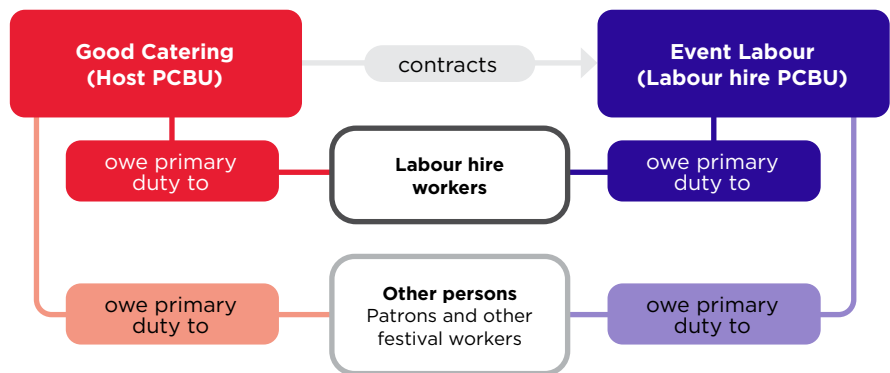 Good Catering
(Host PCBU)
contracts
Event Labour
(Labour hire PCBU)
owe primary
duty to
Labour hire
workers
owe primary
duty to
owe primary
duty to
Other persons
Patrons and other
festival workers
owe primary
duty to